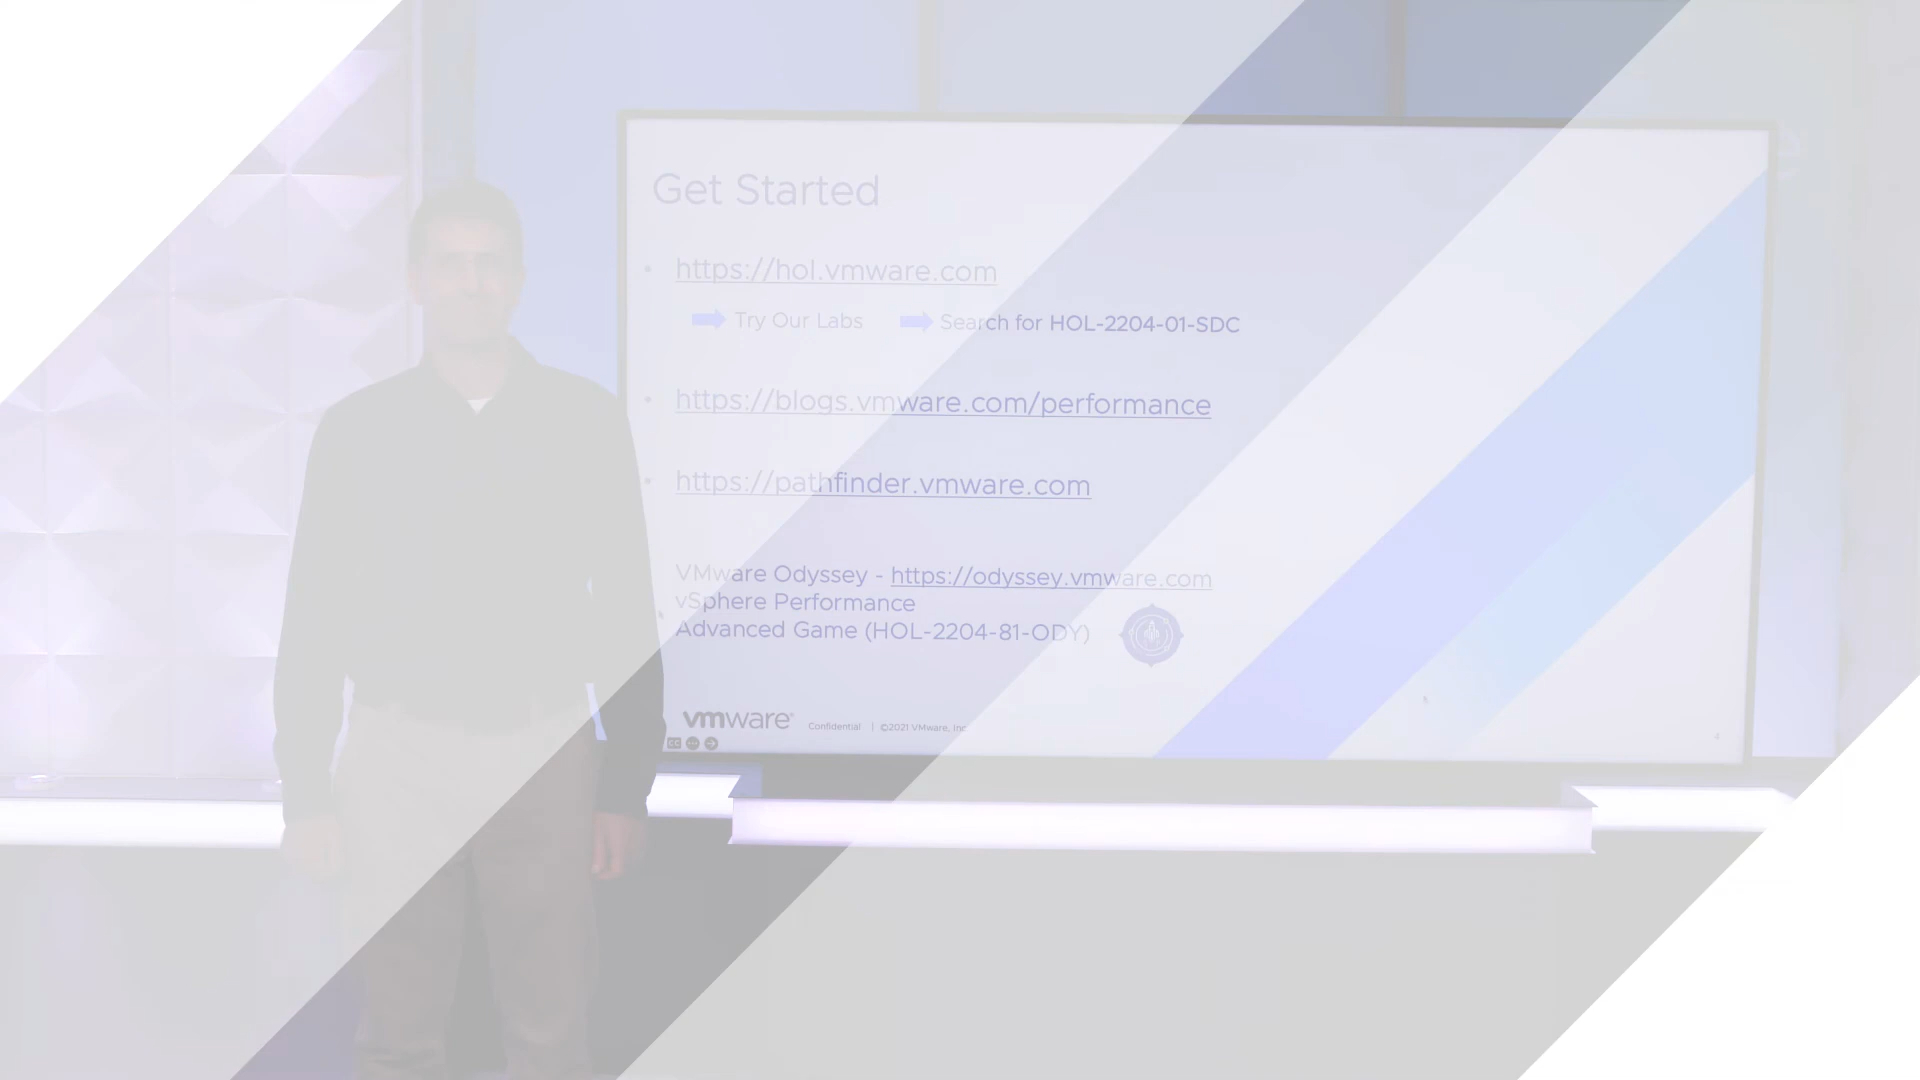 Get Started
• https://hol.vmware.com
Try Our Labs Search for HOL-2204-01-SDC
• https://blogs.vmware.com/performance
• https://pathfinder.vmware.com
• VMware Odyssey - https://odyssey.vmware.com
vSphere Performance
Advanced Game (HOL-2204-81-ODY)
vmware® Confidential | ©2021 VMware, Inc.
CC
4